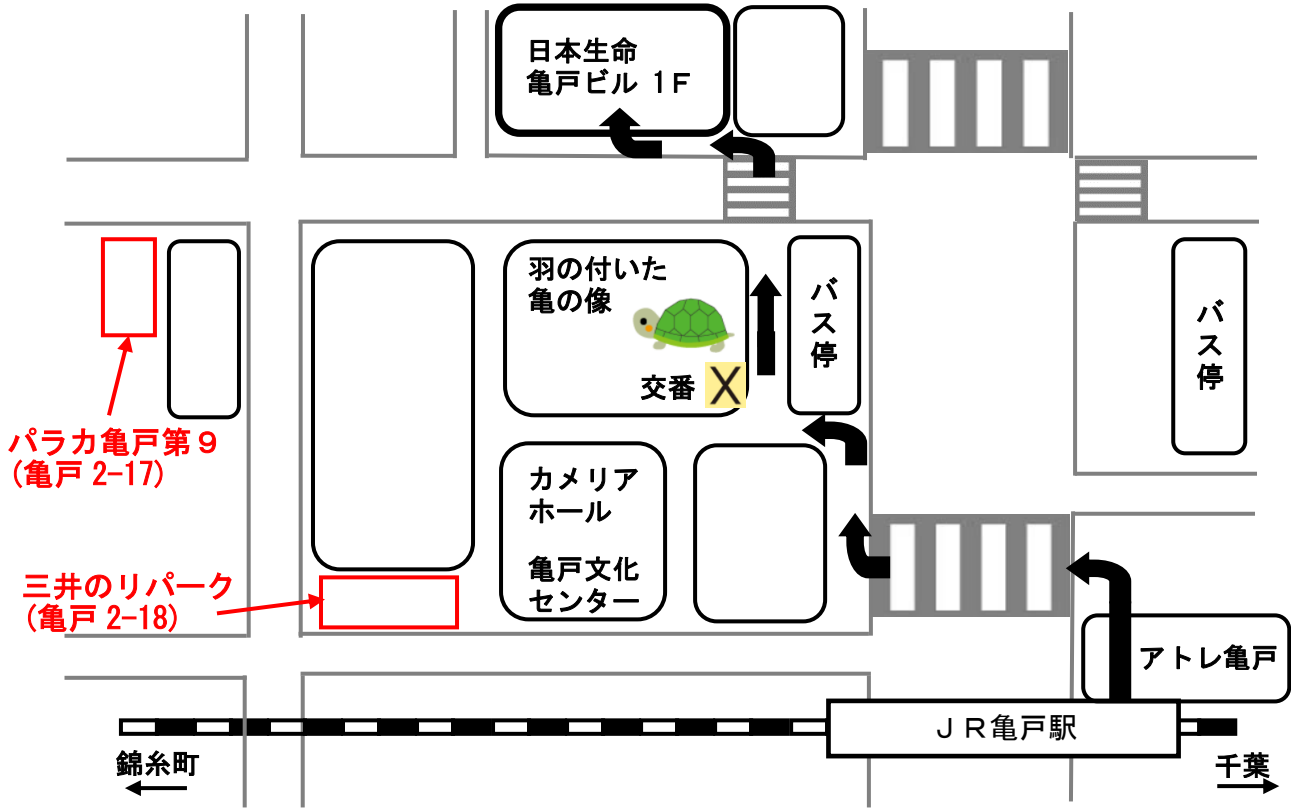 日本生命
亀戸ビル 1F
羽の付いた
亀の像
交番 X
バス停
バス停
パラカ亀戸第９
(亀戸 2-17)
カメリア
ホール
亀戸文化
センター
三井のリパーク
(亀戸 2-18)
アトレ亀戸
ＪＲ亀戸駅
錦糸町
千葉